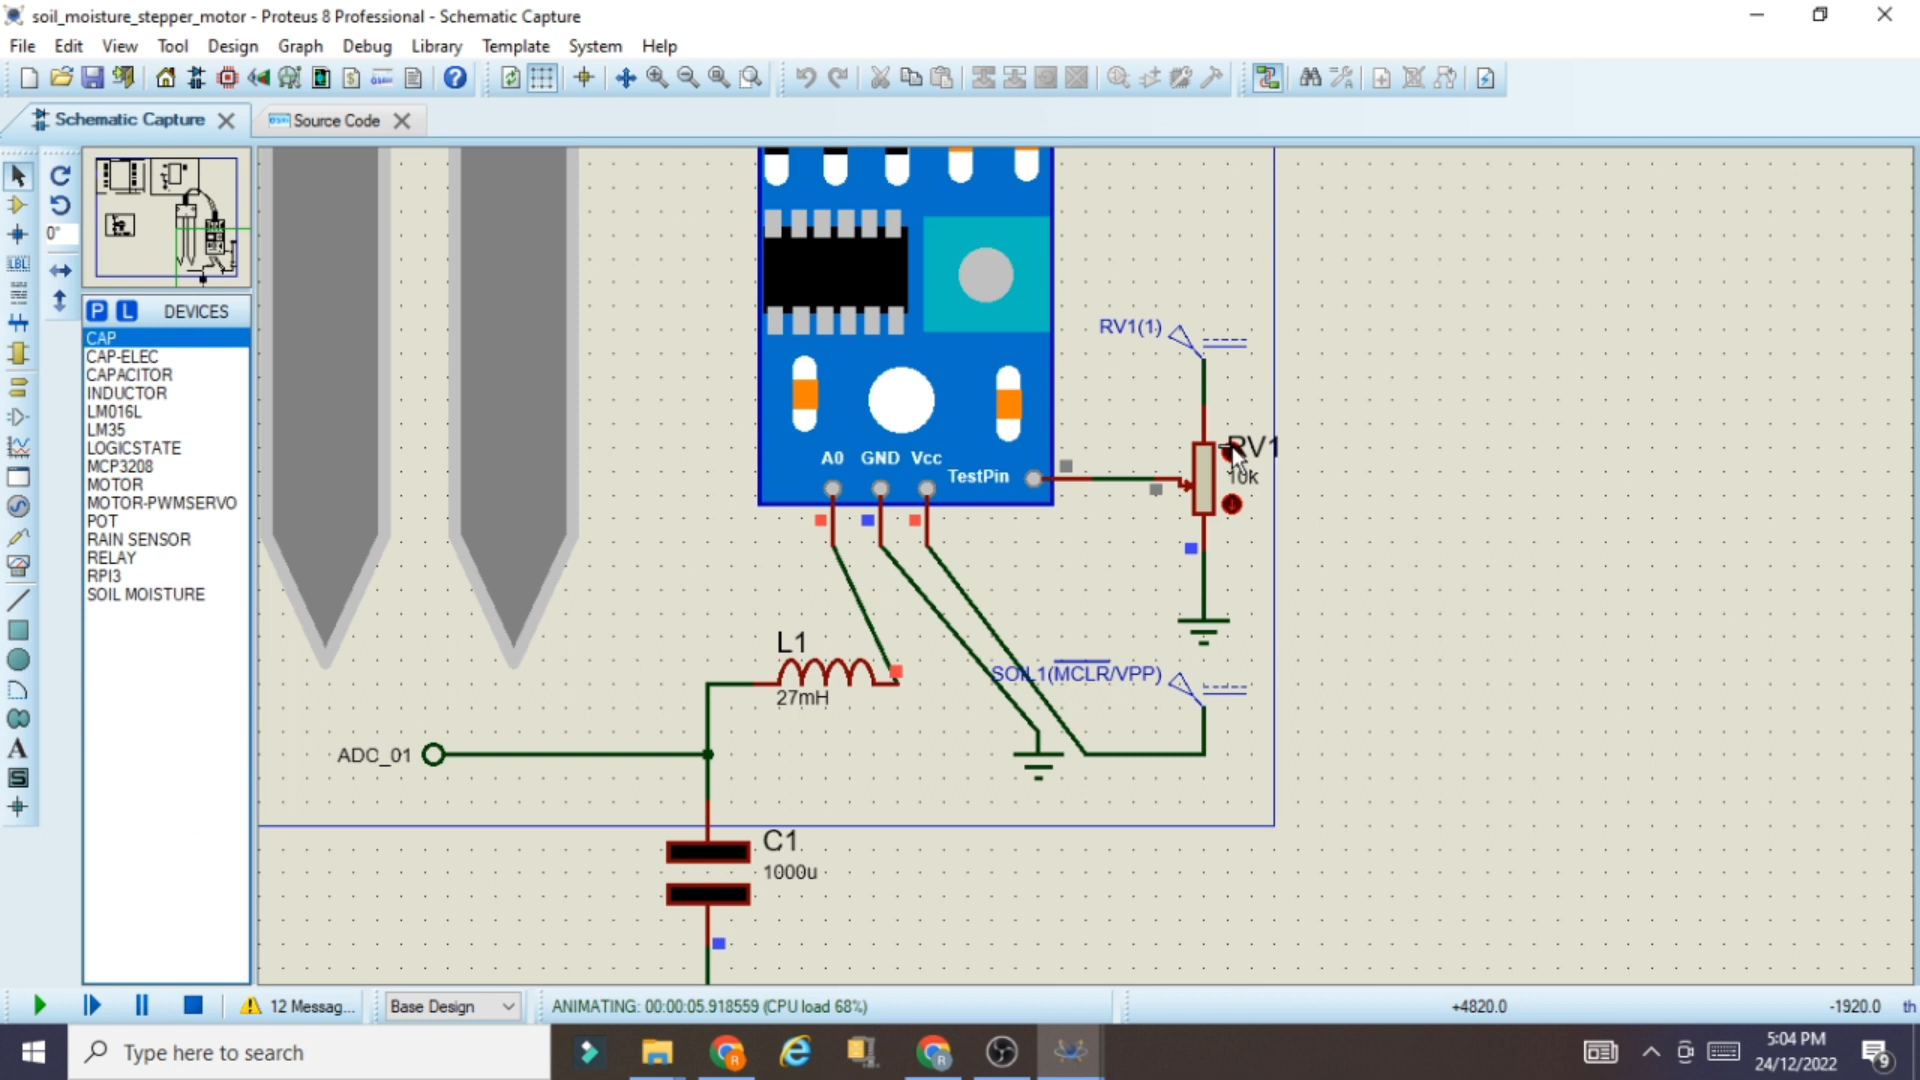 soil_moisture_stepper_motor - Proteus 8 Professional - Schematic Capture
File Edit View Tool Design Graph Debug Library Template System Help
Schematic Capture
Source Code
0°
LBL
P L DEVICES
CAP
CAP-ELEC
CAPACITOR
INDUCTOR
LM016L
LM35
LOGICSTATE
MCP3208
MOTOR
MOTOR-PWMSERVO
POT
RAIN SENSOR
RELAY
RPI3
SOIL MOISTURE
A
S
RV1(1)
RV1
10k
A0 GND Vcc
TestPin
L1
27mH
SOIL1(MCLR/VPP)
ADC_01
C1
1000u
12 Messag...
Base Design
ANIMATING: 00:00:05.918559 (CPU load 68%)
+4820.0
-1920.0
th
Type here to search
R
R
5:04 PM
24/12/2022
9